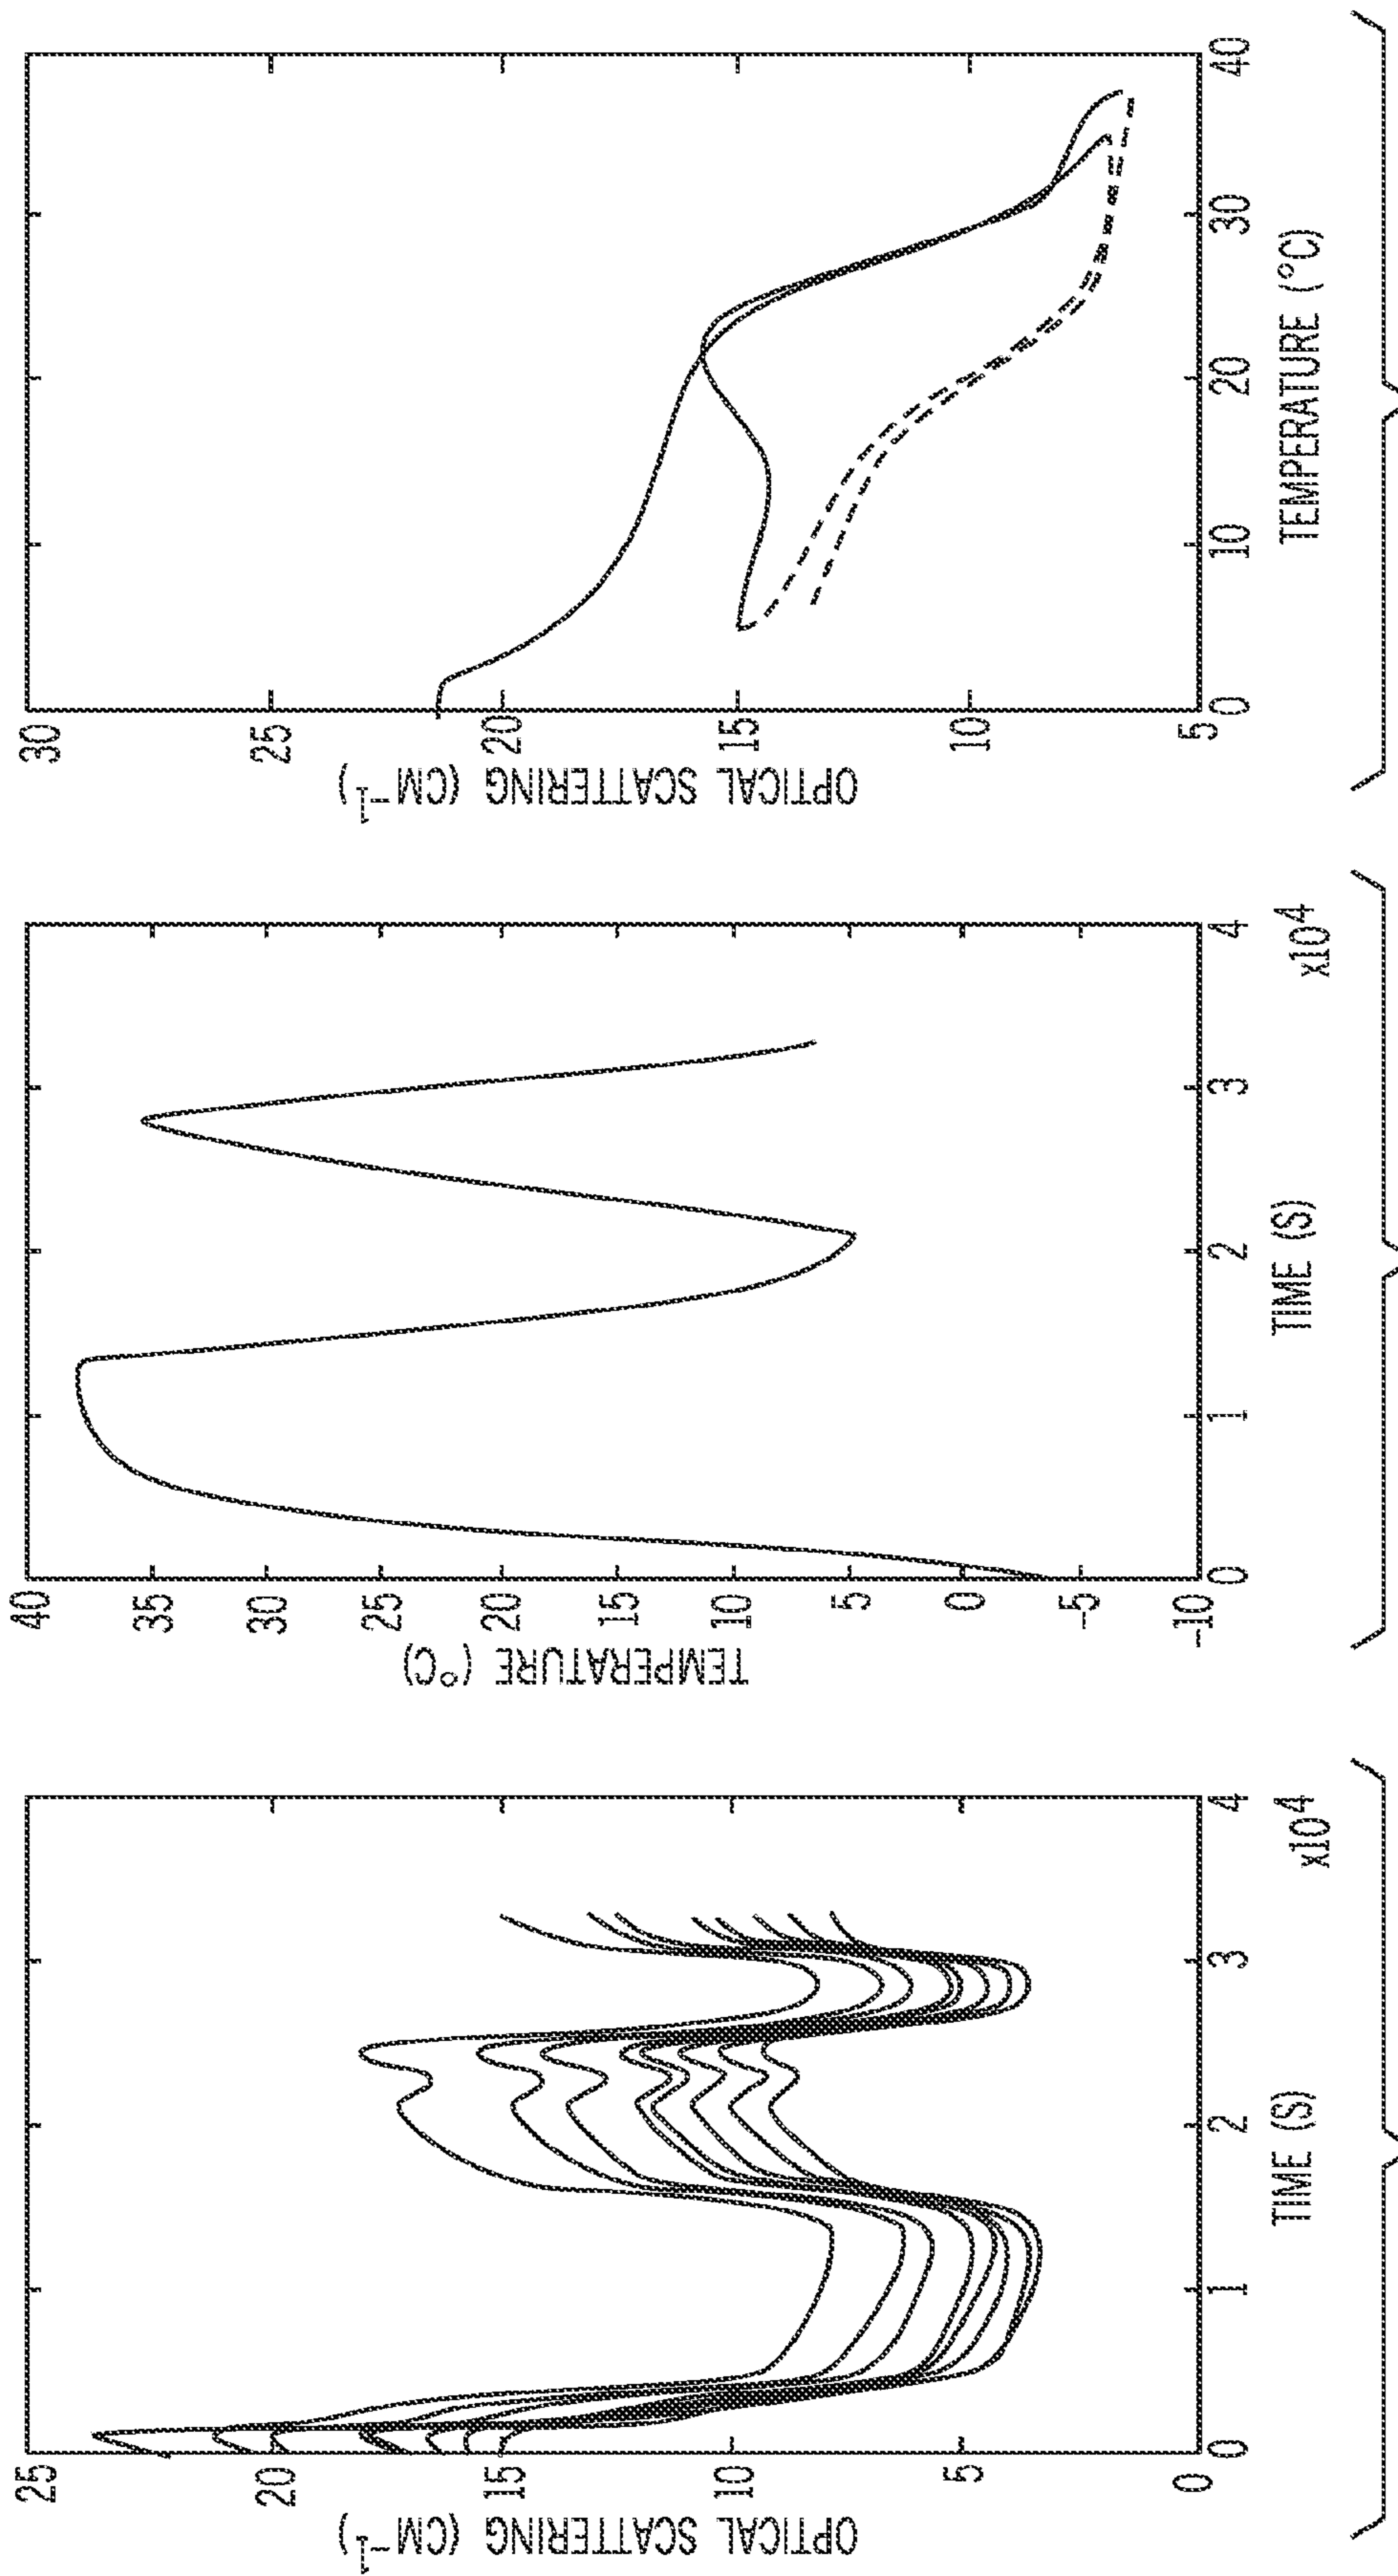 OPTICAL SCATTERING (CM⁻¹)
25
20
15
10
5
0
0 1 2 3 4
x10⁴
TIME (S)
TEMPERATURE (°C)
40
35
30
25
20
15
10
5
0
-5
-10
0 1 2 3 4
x10⁴
TIME (S)
OPTICAL SCATTERING (CM⁻¹)
30
25
20
15
10
5
0 10 20 30 40
TEMPERATURE (°C)